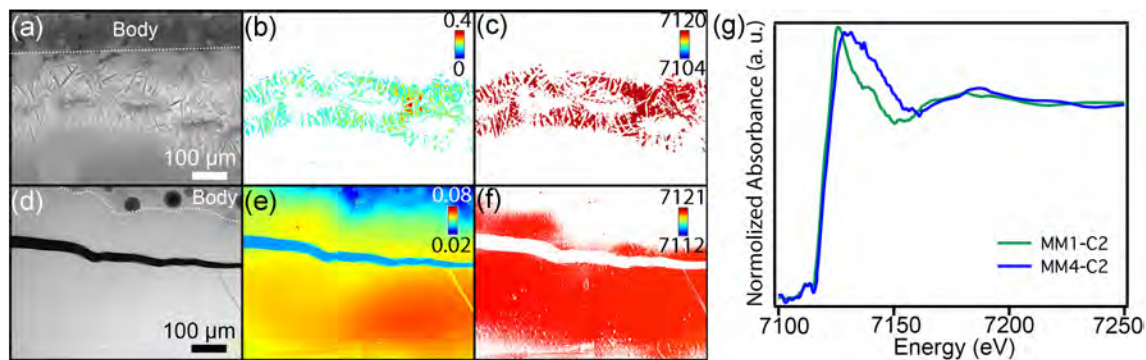 (a) Body
100 µm
(b) 0.4
0
(c) 7120
7104
(d) Body
100 µm
(e) 0.08
0.02
(f) 7121
7112
(g)
Normolized Absorbance (a. u.)
MM1-C2
MM4-C2
7100 7150 7200 7250
Energy (eV)